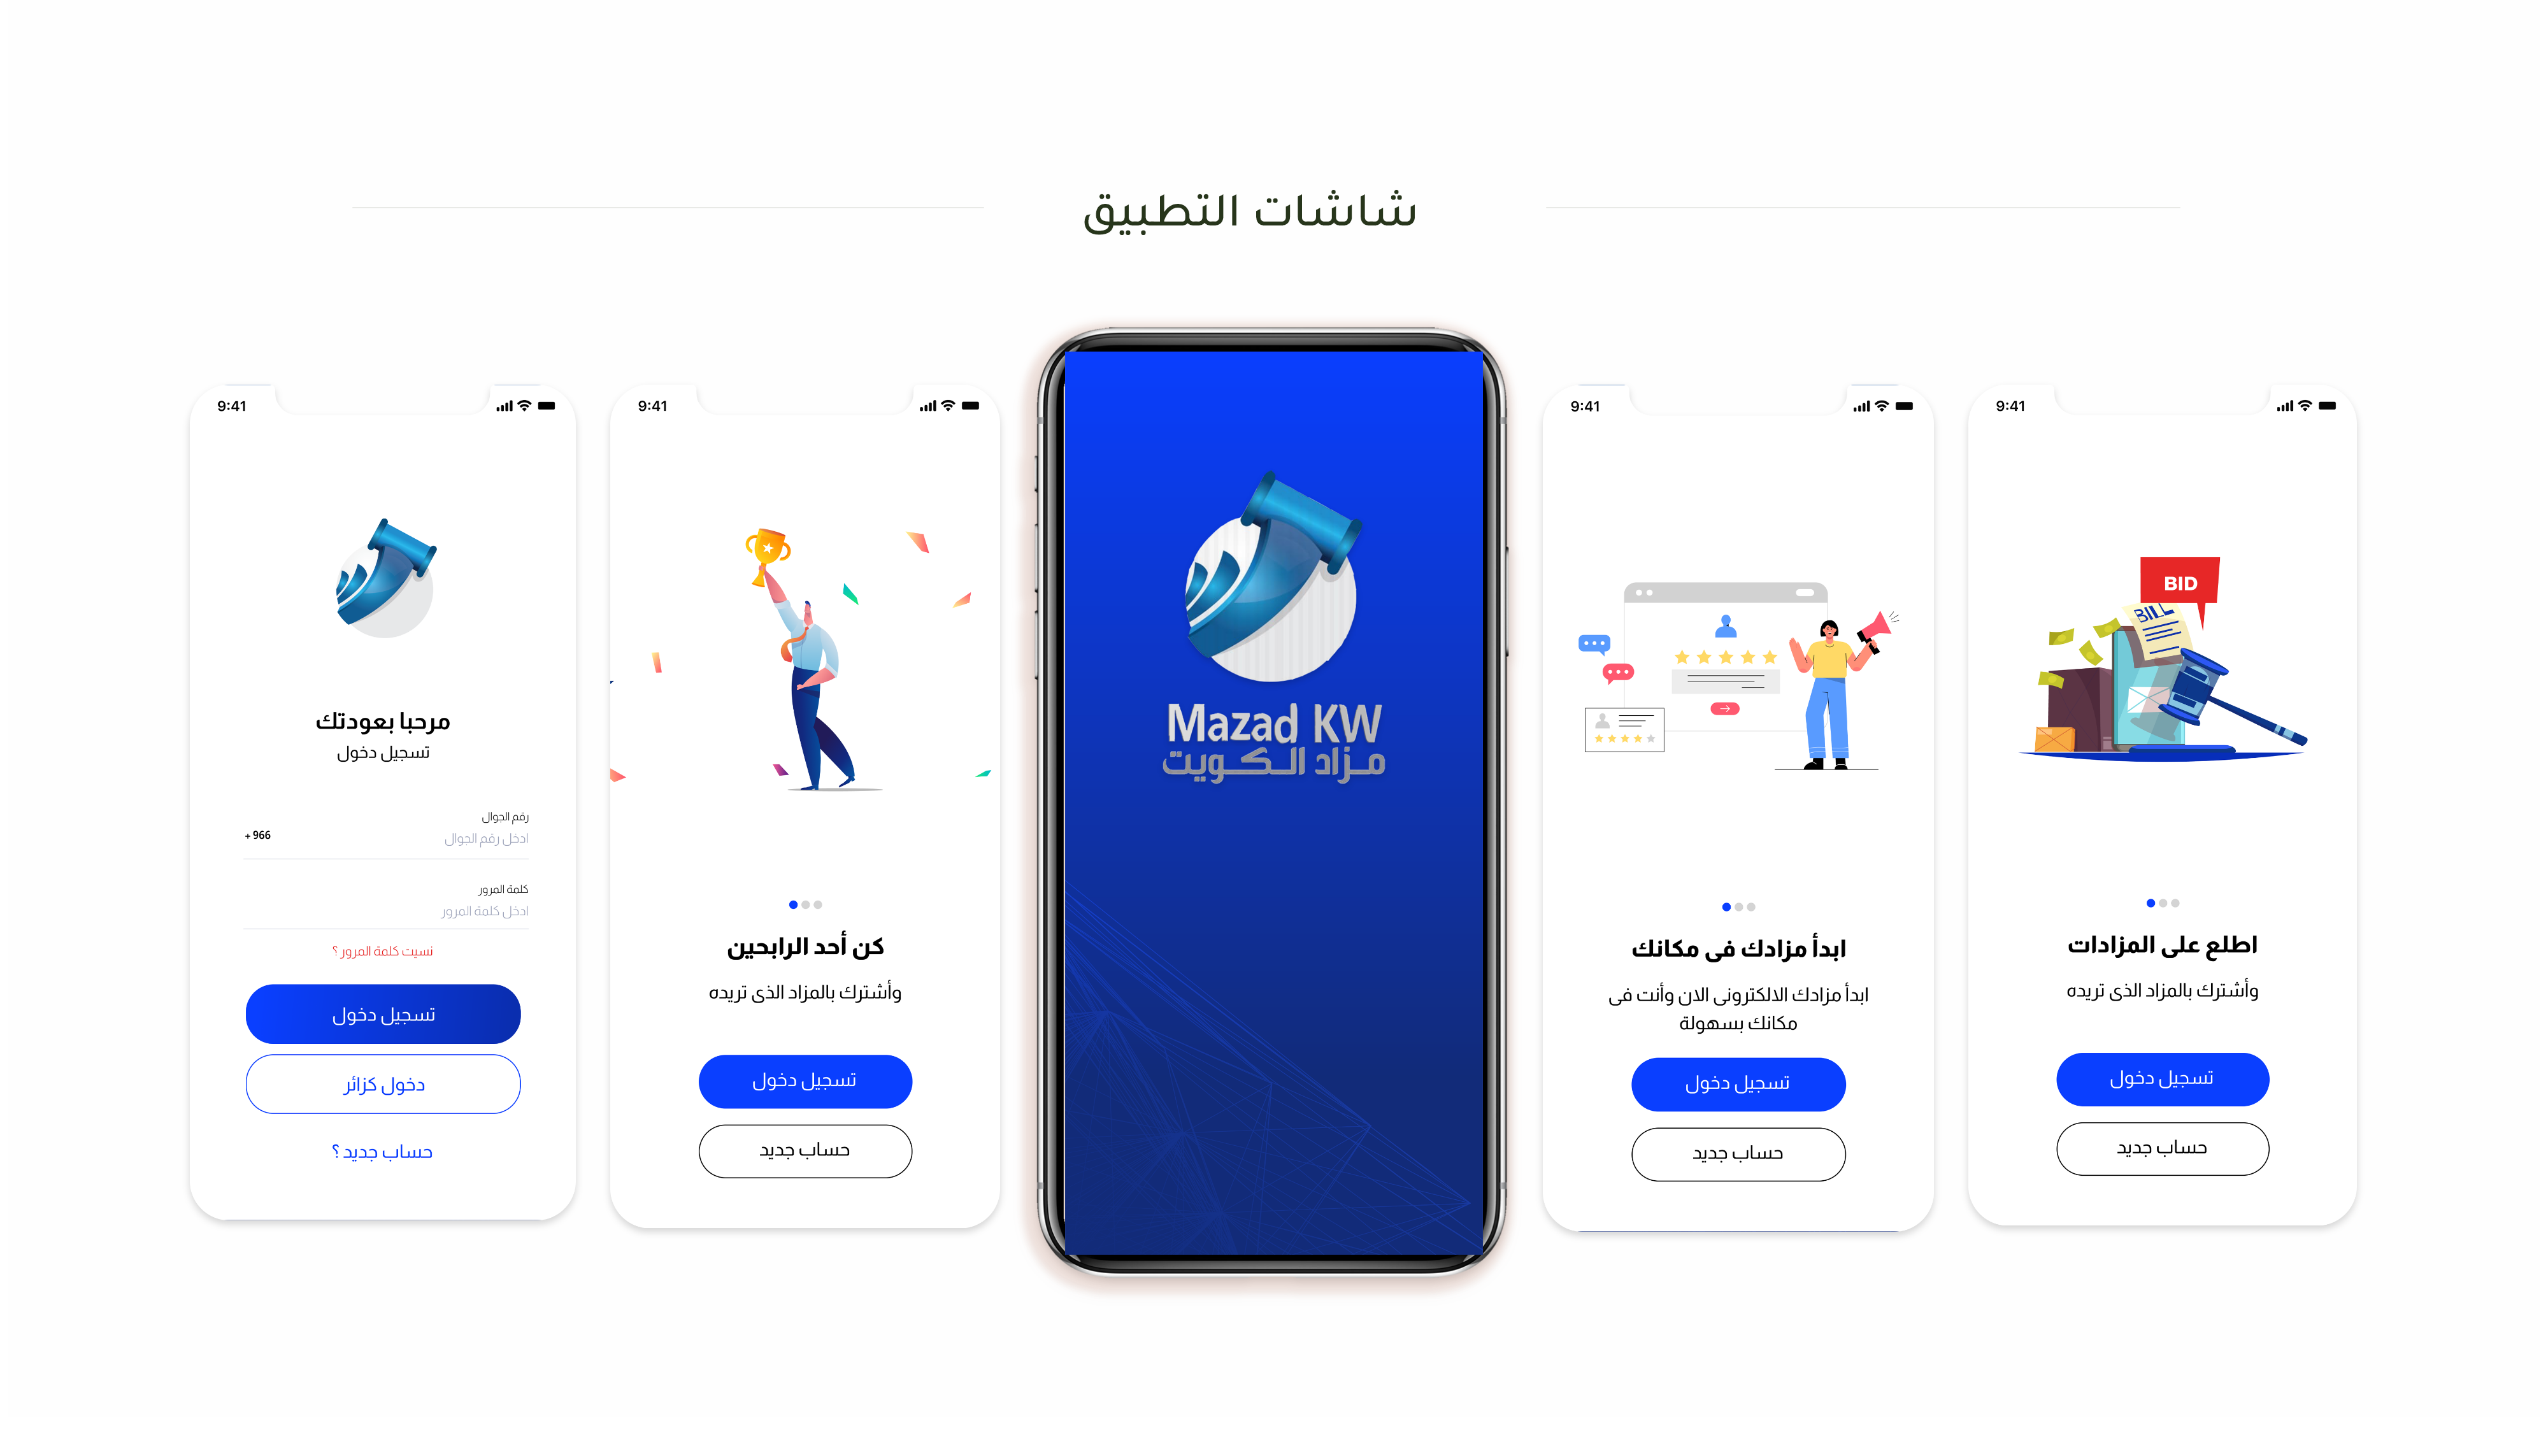 شاشات التطبيق
9:41
BID
BILL
اطلع على المزادات
وأشترك بالمزاد الذى تريده
تسجيل دخول
حساب جديد
9:41
ابدأ مزادك فى مكانك
ابدأ مزادك الالكترونى الان وأنت فى
مكانك بسهولة
تسجيل دخول
حساب جديد
Mazad KW
مزاد الكويت
9:41
كن أحد الرابحين
وأشترك بالمزاد الذى تريده
تسجيل دخول
حساب جديد
9:41
مرحبا بعودتك
تسجيل دخول
رقم الجوال
ادخل رقم الجوال
+ 966
كلمة المرور
ادخل كلمة المرور
نسيت كلمة المرور ؟
تسجيل دخول
دخول كزائر
حساب جديد ؟